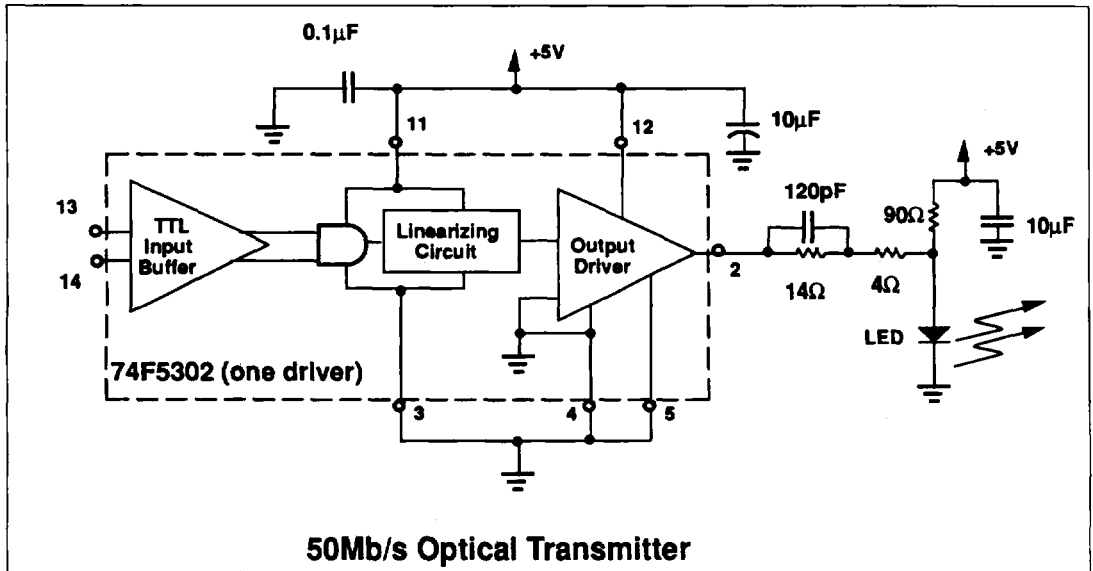 0.1µF
+5V
11
12
10µF
+5V
13
14
TTL
Input
Buffer
Linearizing
Circuit
Output
Driver
2
120pF
14Ω
4Ω
90Ω
10µF
LED
74F5302 (one driver)
3
4
5
50Mb/s Optical Transmitter